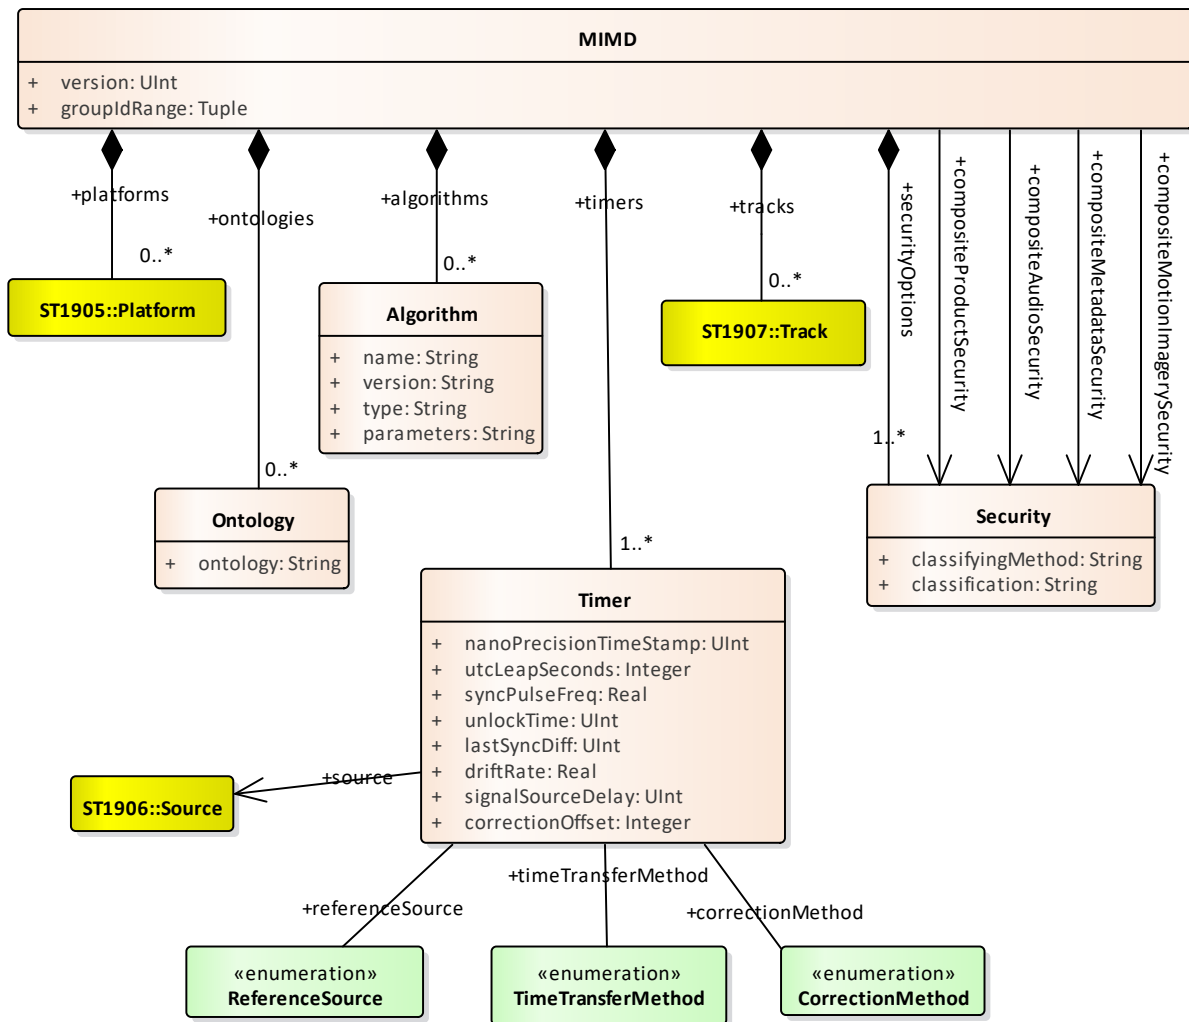 MIMD
+ version: UInt
+ groupIdRange: Tuple
+platforms
+ontologies
+algorithms
+timers
+tracks
+securityOptions
+compositeProductSecurity
+compositeAudioSecurity
+compositeMetadataSecurity
+compositeMotionImagerySecurity
0..*
ST1905::Platform
0..*
Algorithm
+ name: String
+ version: String
+ type: String
+ parameters: String
0..*
ST1907::Track
1..*
0..*
Ontology
+ ontology: String
Security
+ classifyingMethod: String
+ classification: String
1..*
Timer
+ nanoPrecisionTimeStamp: UInt
+ utcLeapSeconds: Integer
+ syncPulseFreq: Real
+ unlockTime: UInt
+ lastSyncDiff: UInt
+ driftRate: Real
+ signalSourceDelay: UInt
+ correctionOffset: Integer
+source
ST1906::Source
+referenceSource
+timeTransferMethod
+correctionMethod
«enumeration»
ReferenceSource
«enumeration»
TimeTransferMethod
«enumeration»
CorrectionMethod